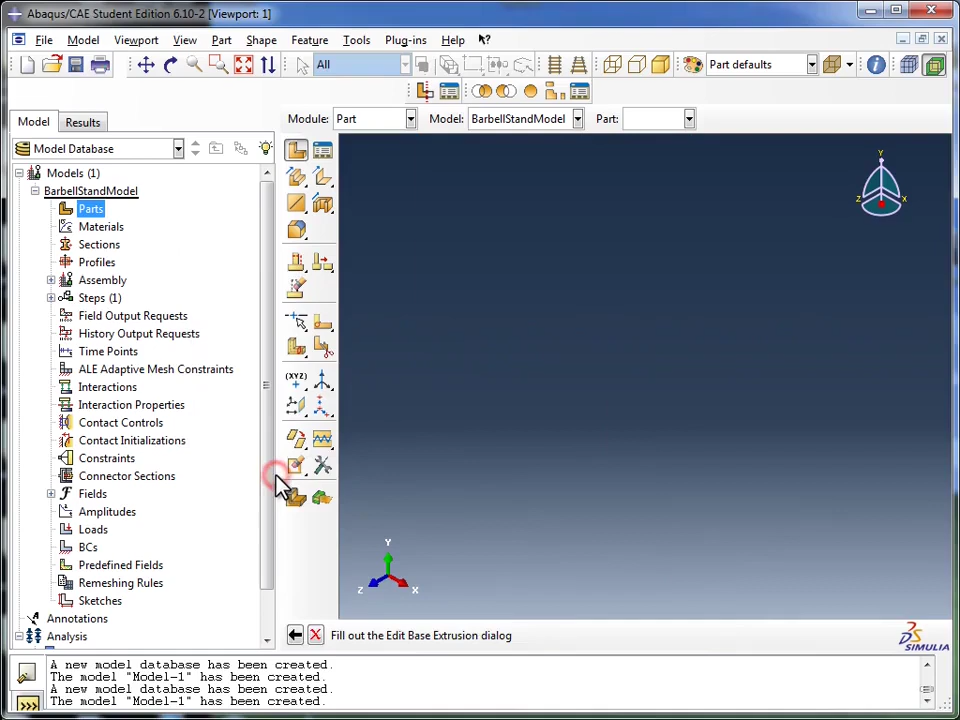 Abaqus/CAE Student Edition 6.10-2 [Viewport: 1]
File Model Viewport View Part Shape Feature Tools Plug-ins Help
All Part defaults
Model Results Module: Part Model: BarbellStandModel Part:
Model Database
Models (1)
BarbellStandModel
Parts
Materials
Sections
Profiles
Assembly
Steps (1)
Field Output Requests
History Output Requests
Time Points
ALE Adaptive Mesh Constraints
Interactions
Interaction Properties
Contact Controls
Contact Initializations
Constraints
Connector Sections
Fields
Amplitudes
Loads
BCs
Predefined Fields
Remeshing Rules
Sketches
Annotations
Analysis
(XYZ)
Y
Z X
Y
Z X
Fill out the Edit Base Extrusion dialog
SIMULIA
A new model database has been created.
The model "Model-1" has been created.
A new model database has been created.
The model "Model-1" has been created.
>>>